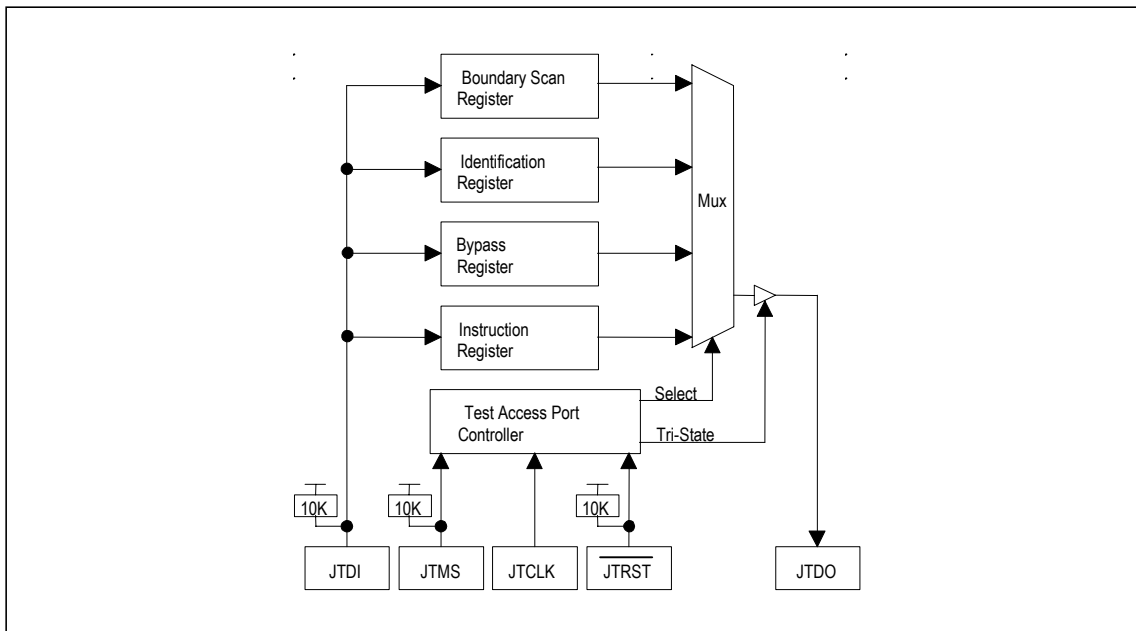 Boundary Scan
Register
Identification
Register
Mux
Bypass
Register
Instruction
Register
Select
Test Access Port
Controller
Tri-State
10K
10K
10K
JTDI
JTMS
JTCLK
JTRST
JTDO